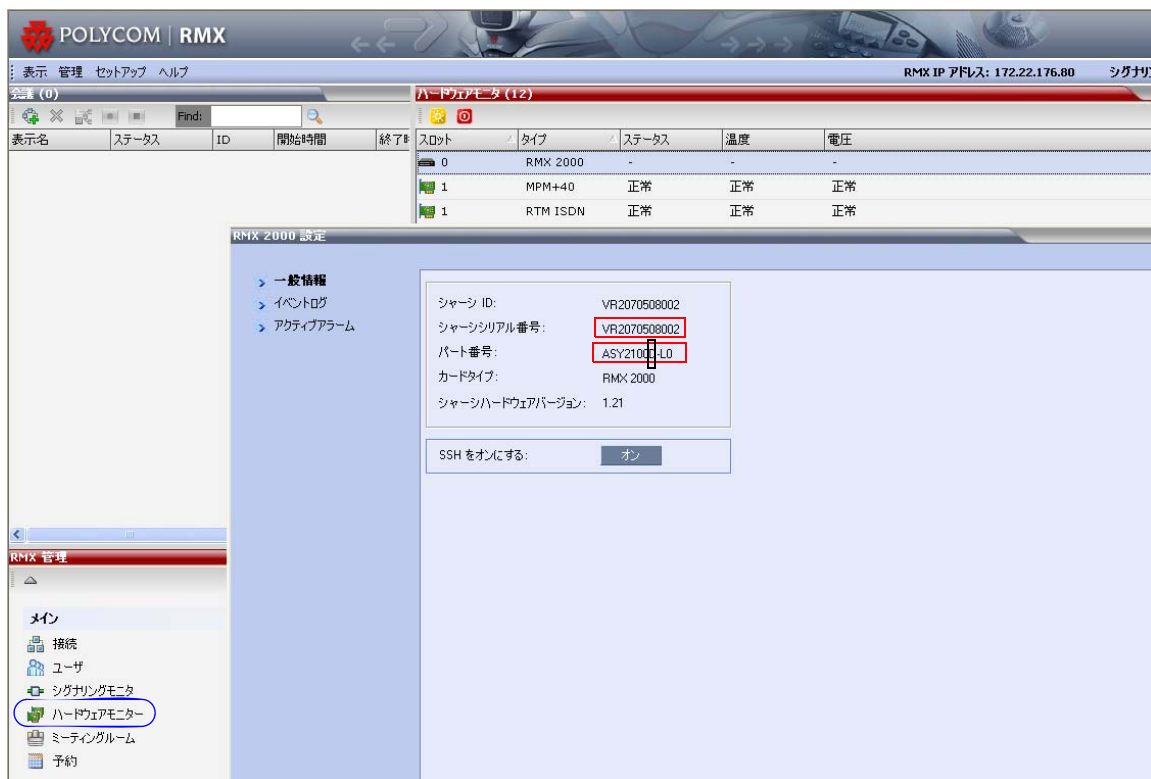 POLYCOM | RMX
表示 管理 セットアップ ヘルプ
RMX IP アドレス: 172.22.176.80 シグナリン
会議 (0)
Find:
表示名 ステータス ID 開始時間 終了時
ハードウェアモニタ (12)
スロット タイプ ステータス 温度 電圧
0 RMX 2000 - - -
1 MPM+40 正常 正常 正常
1 RTM ISDN 正常 正常 正常
RMX 2000 設定
一般情報
イベントログ
アクティブアラーム
シャーシ ID: VR2070508002
シャーシシリアル番号: VR2070508002
パート番号: ASY2100D-L0
カードタイプ: RMX 2000
シャーシハードウェアバージョン: 1.21
SSH をオンにする: オン
RMX 管理
メイン
接続
ユーザ
シグナリングモニタ
ハードウェアモニター
ミーティングルーム
予約